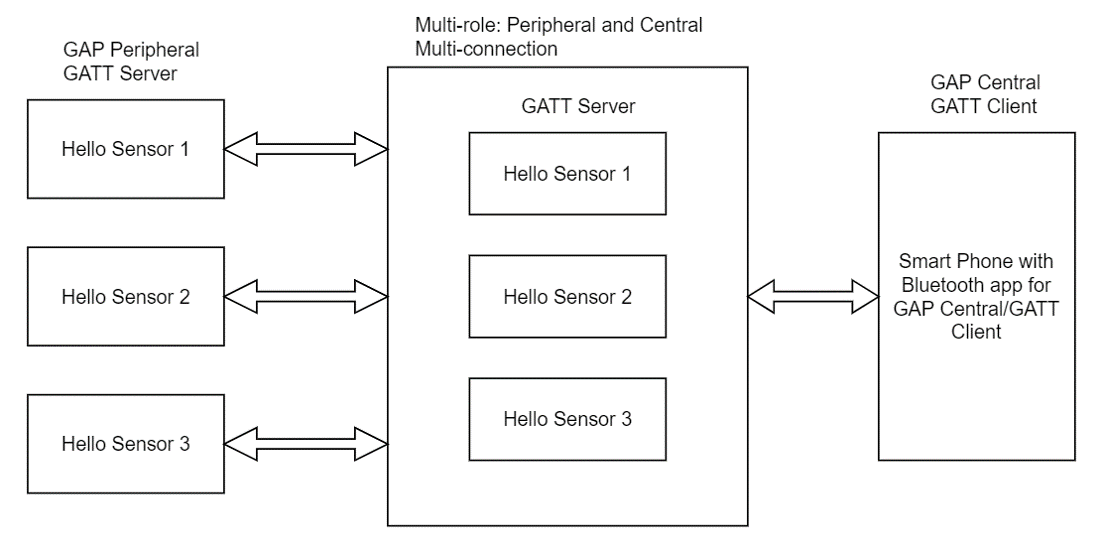 GAP Peripheral
GATT Server
Hello Sensor 1
Hello Sensor 2
Hello Sensor 3
Multi-role: Peripheral and Central
Multi-connection
GATT Server
Hello Sensor 1
Hello Sensor 2
Hello Sensor 3
GAP Central
GATT Client
Smart Phone with
Bluetooth app for
GAP Central/GATT
Client